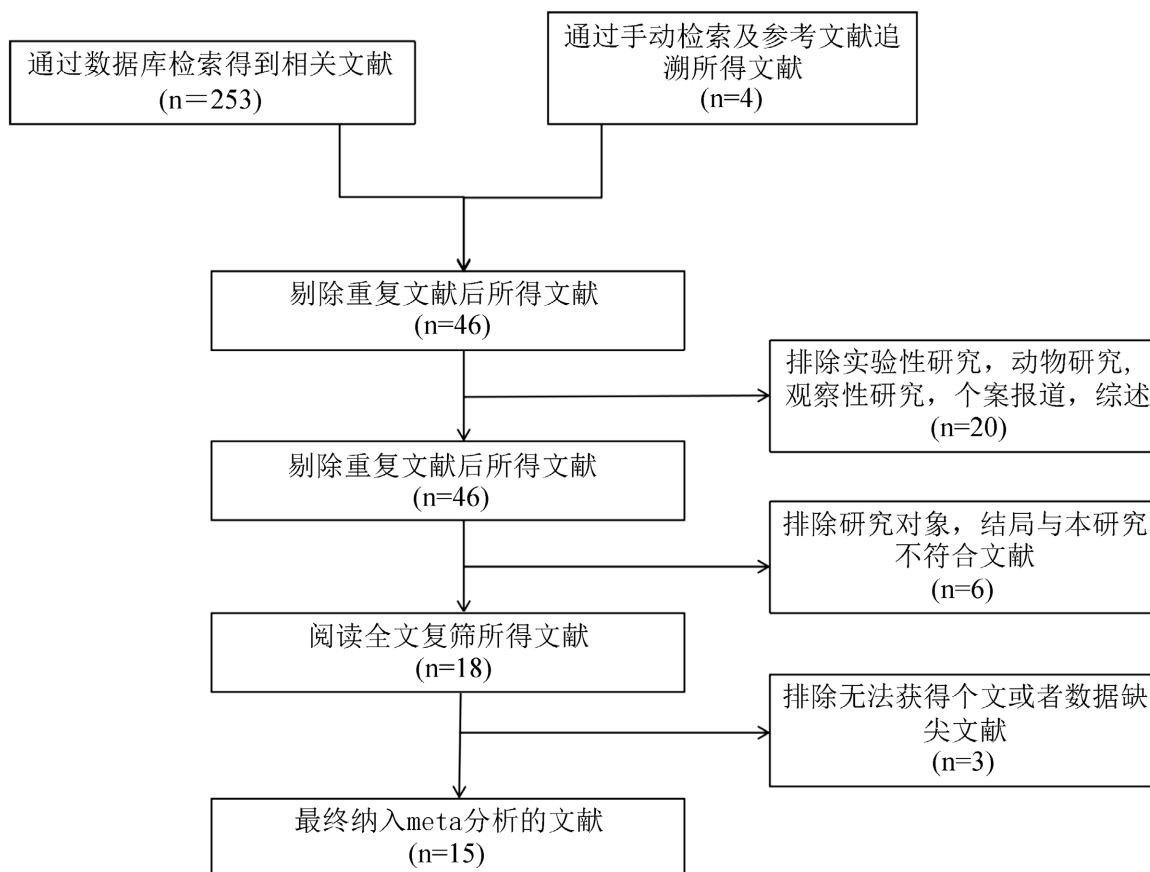 通过数据库检索得到相关文献
(n＝253)
通过手动检索及参考文献追
溯所得文献
(n=4)
剔除重复文献后所得文献
(n=46)
排除实验性研究，动物研究，
观察性研究，个案报道，综述
(n=20)
剔除重复文献后所得文献
(n=46)
排除研究对象，结局与本研究
不符合文献
(n=6)
阅读全文复筛所得文献
(n=18)
排除无法获得个文或者数据缺
尖文献
(n=3)
最终纳入meta分析的文献
(n=15)